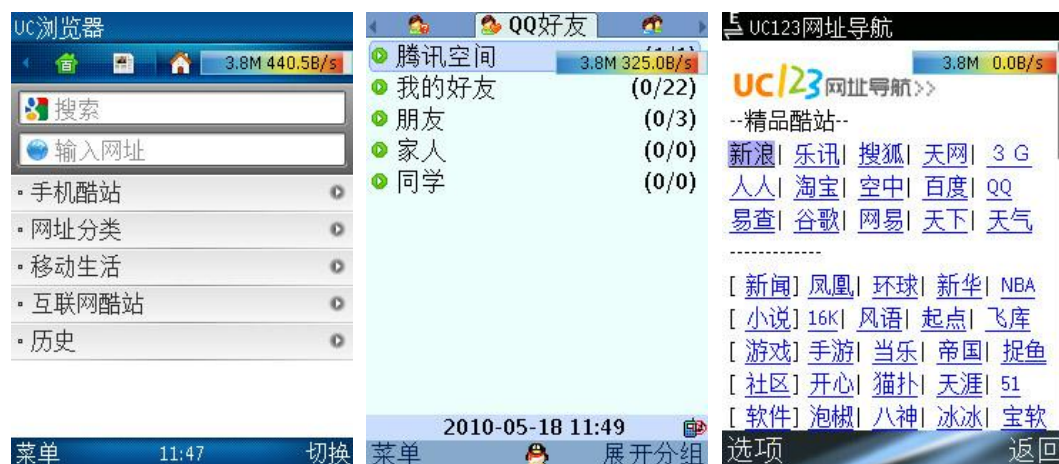 UC浏览器
3.8M 440.5B/s
搜索
输入网址
手机酷站
网址分类
移动生活
互联网酷站
历史
菜单 11:47 切换
QQ好友
腾讯空间
3.8M 325.0B/s
我的好友 (0/22)
朋友 (0/3)
家人 (0/0)
同学 (0/0)
2010-05-18 11:49
菜单 展开分组
UC123网址导航
3.8M 0.0B/s
UC123网址导航>>
--精品酷站--
新浪| 乐讯| 搜狐| 天网| 3G
人人| 淘宝| 空中| 百度| QQ
易查| 谷歌| 网易| 天下| 天气
------------
[新闻] 凤凰| 环球| 新华| NBA
[小说] 16K| 风语| 起点| 飞库
[游戏] 手游| 当乐| 帝国| 捉鱼
[社区] 开心| 猫扑| 天涯| 51
[软件] 泡椒| 八神| 冰冰| 宝软
选项 返回